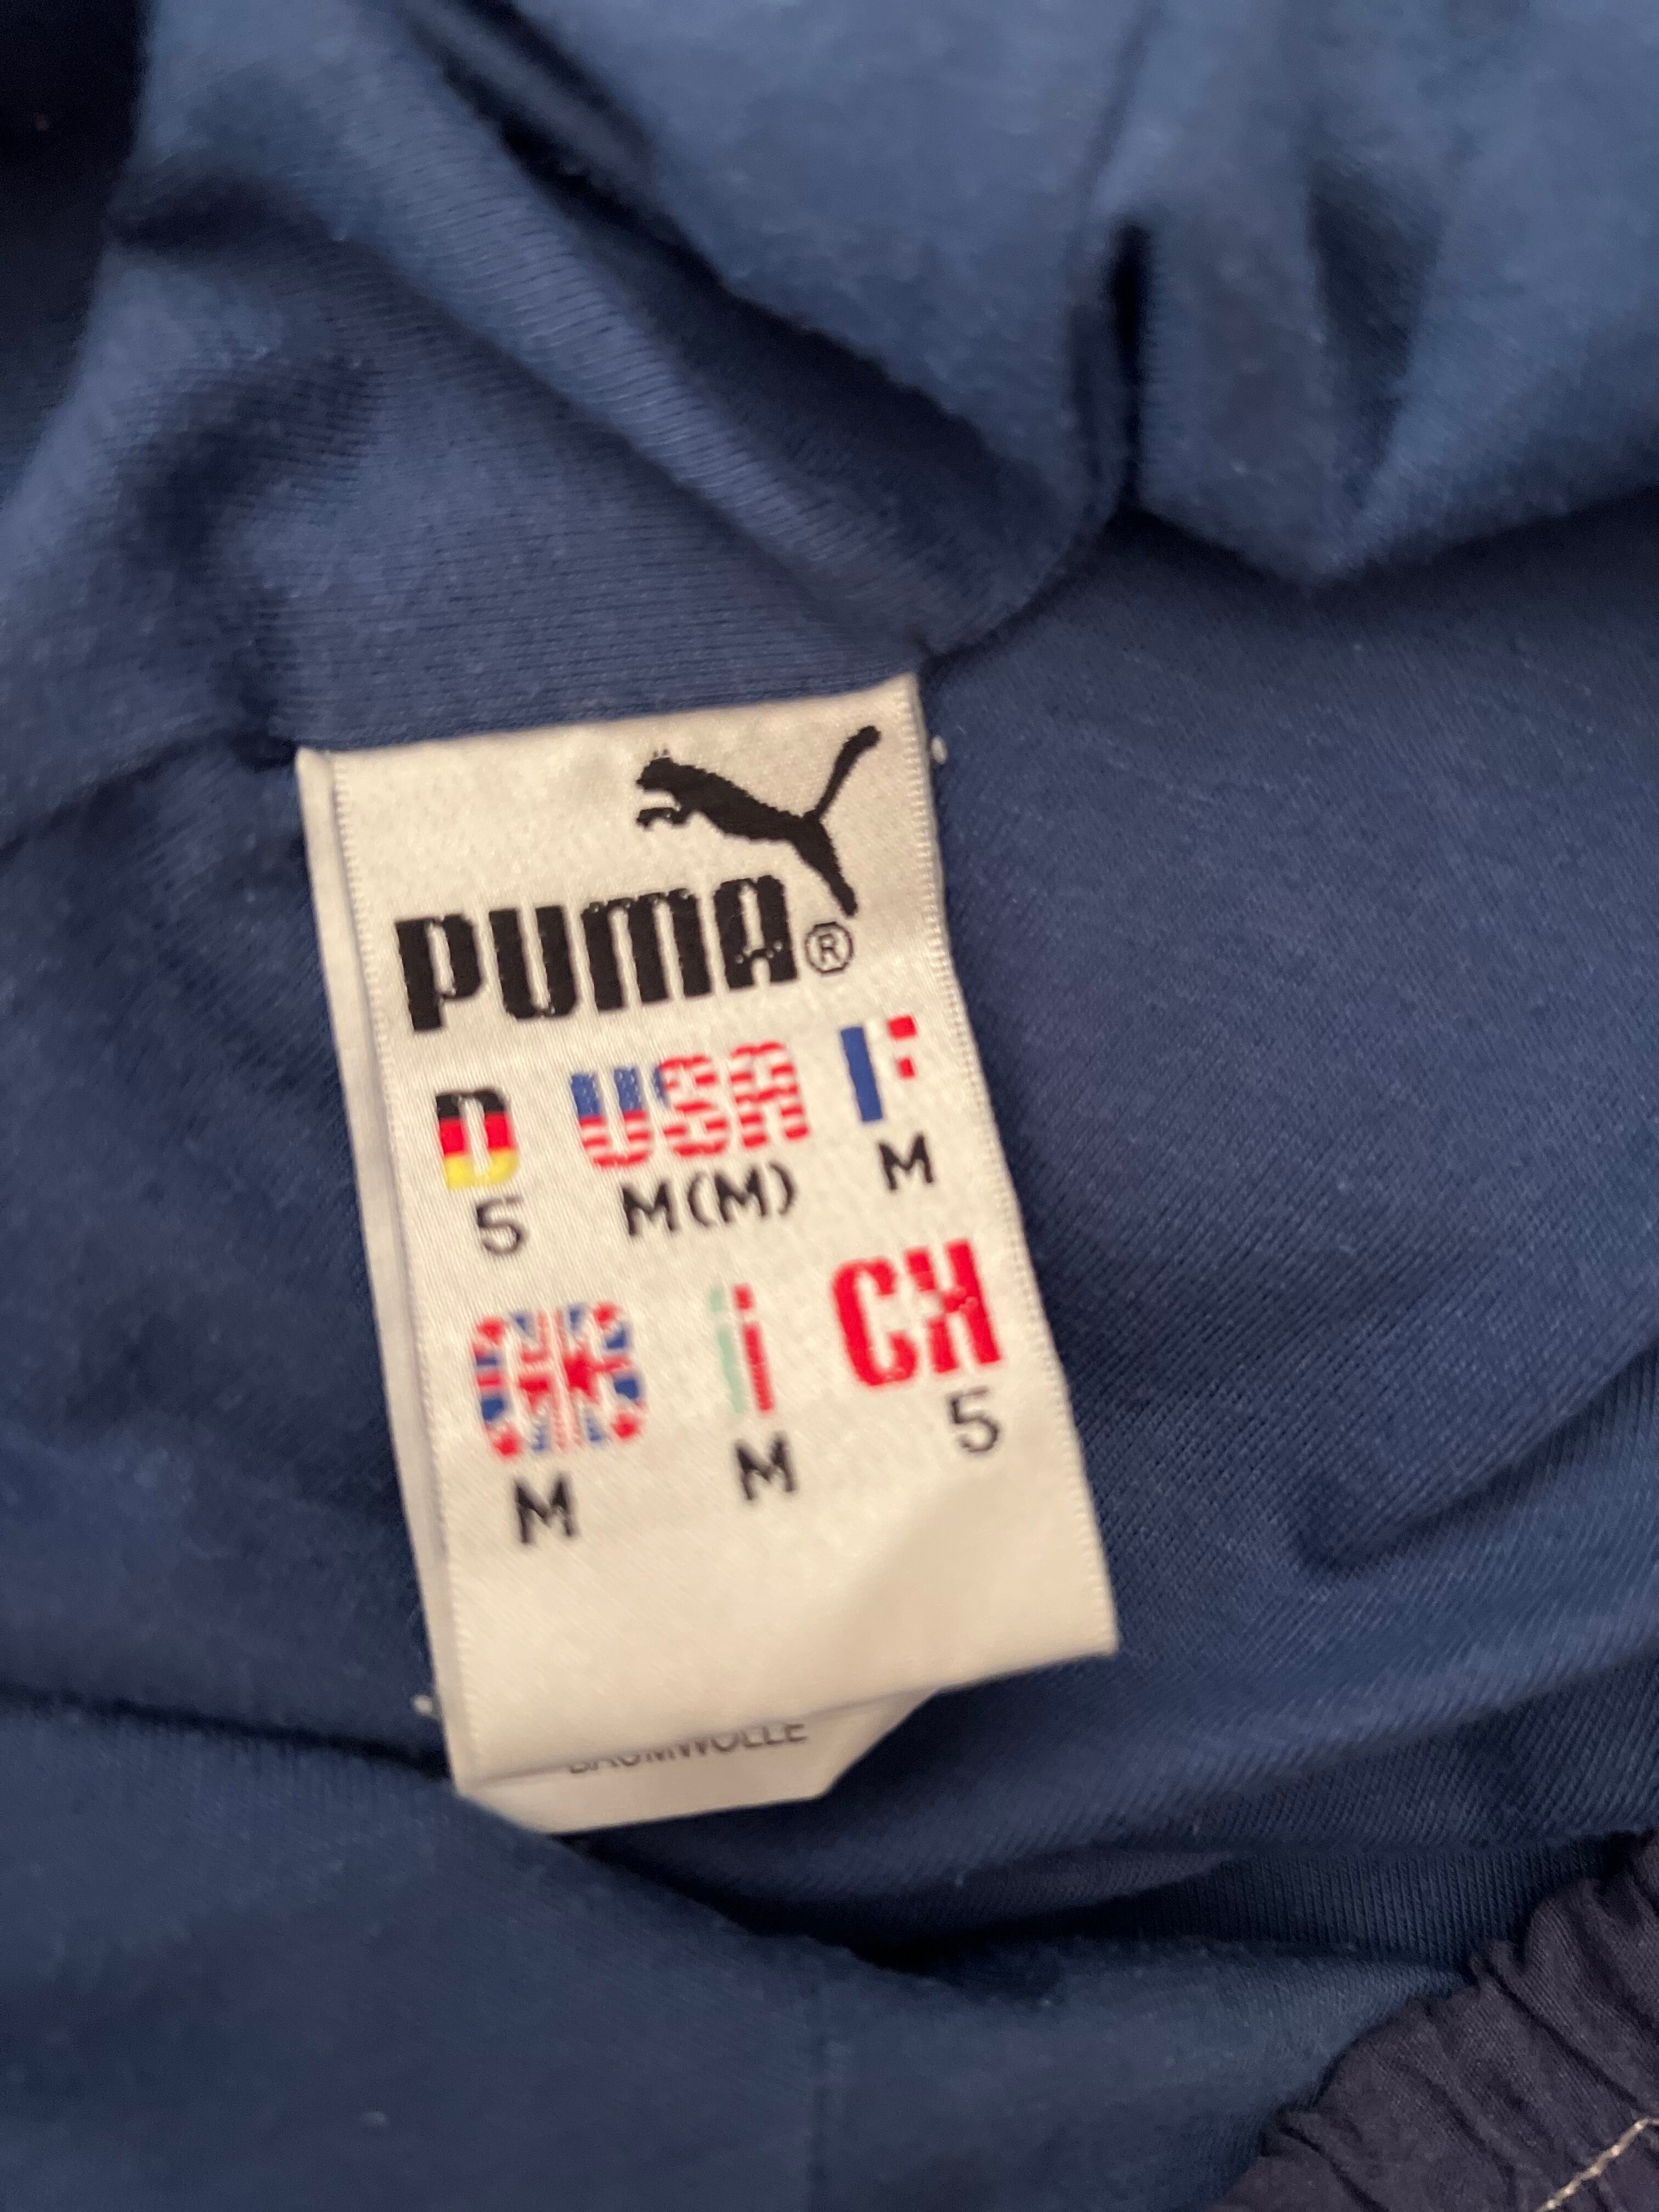 PUMA®
D USA F
5 M(M) M
GB I CH
M M 5
BAUMWOLLE